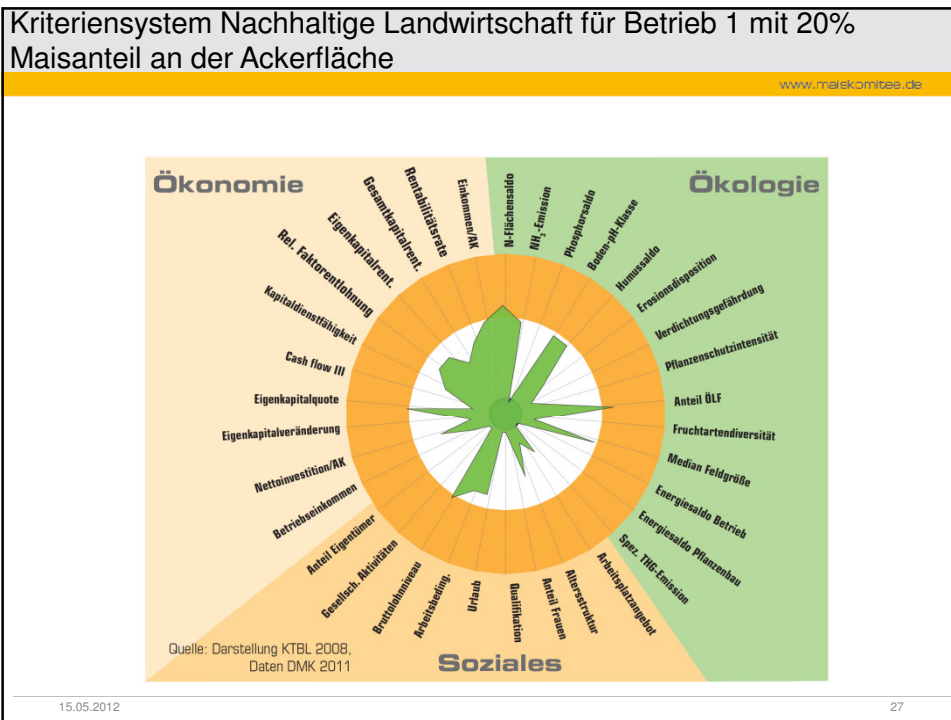 Kriteriensystem Nachhaltige Landwirtschaft für Betrieb 1 mit 20%
Maisanteil an der Ackerfläche
www.maiskomitee.de
Ökonomie
Ökologie
N-Flächensaldo
NH₃-Emission
Phosphorsaldo
Boden-pH-Klasse
Humussaldo
Erosionsdisposition
Verdichtungsgefährdung
Pflanzenschutzintensität
Anteil ÖLF
Fruchtartendiversität
Median Feldgröße
Energiesaldo Betrieb
Energiesaldo Pflanzenbau
Spez. THG-Emission
Arbeitsplatzangebot
Altersstruktur
Anteil Frauen
Qualifikation
Urlaub
Arbeitsbeding.
Bruttolohnniveau
Gesellsch. Aktivitäten
Anteil Eigentümer
Betriebseinkommen
Nettoinvestition/AK
Eigenkapitalveränderung
Eigenkapitalquote
Cash flow III
Kapitaldienstfähigkeit
Rel. Faktorentlohnung
Eigenkapitalrent.
Gesamtkapitalrent.
Rentabilitätsrate
Einkommen/AK
Quelle: Darstellung KTBL 2008,
Daten DMK 2011
Soziales
15.05.2012
27